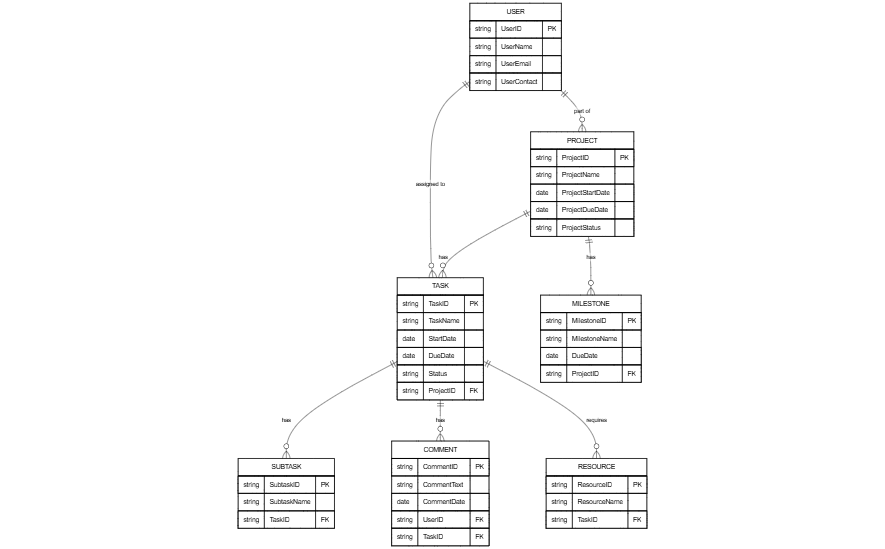 USER
string UserID PK
string UserName
string UserEmail
string UserContact
part of
PROJECT
string ProjectID PK
string ProjectName
date ProjectStartDate
date ProjectDueDate
string ProjectStatus
assigned to
has
has
TASK
string TaskID PK
string TaskName
date StartDate
date DueDate
string Status
string ProjectID FK
MILESTONE
string MilestoneID PK
string MilestoneName
date DueDate
string ProjectID FK
has
has
requires
SUBTASK
string SubtaskID PK
string SubtaskName
string TaskID FK
COMMENT
string CommentID PK
string CommentText
date CommentDate
string UserID FK
string TaskID FK
RESOURCE
string ResourceID PK
string ResourceName
string TaskID FK